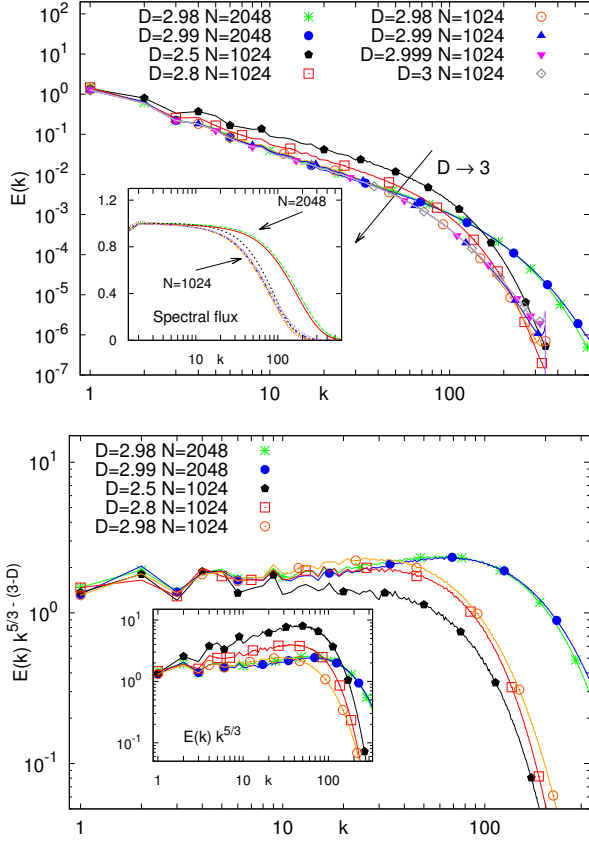 D=2.98 N=2048
D=2.99 N=2048
D=2.5 N=1024
D=2.8 N=1024
D=2.98 N=1024
D=2.99 N=1024
D=2.999 N=1024
D=3 N=1024
10^2
10^1
10^0
10^-1
10^-2
10^-3
10^-4
10^-5
10^-6
10^-7
E(k)
D → 3
1.2
0.8
0.4
0
N=2048
N=1024
Spectral flux
10 k 100
1 10 k 100
D=2.98 N=2048
D=2.99 N=2048
D=2.5 N=1024
D=2.8 N=1024
D=2.98 N=1024
10^1
10^0
10^-1
E(k) k^5/3 - (3-D)
10^1
10^0
10^-1
E(k) k^5/3
1 10 k 100
1 10 k 100